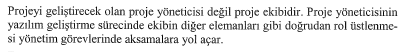 Projeyi geliştirecek olan proje yöneticisi değil proje ekibidir. Proje yöneticisinin
yazılım geliştirme sürecinde ekibin diğer elemanları gibi doğrudan rol üstlenme-
si yönetim görevlerinde aksamalara yol açar.